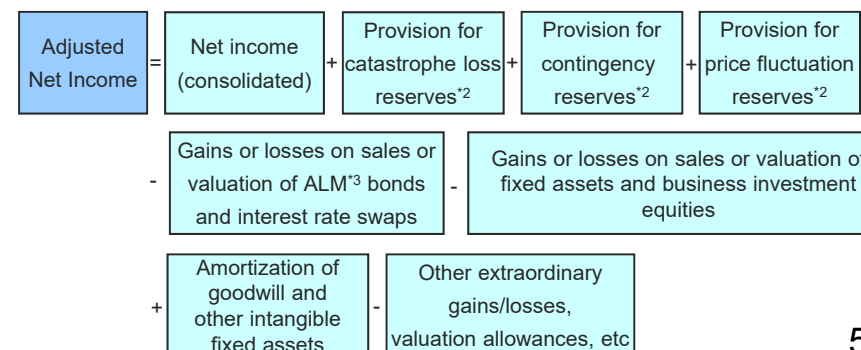 Adjusted
Net Income
=
Net income
(consolidated)
+
Provision for
catastrophe loss
reserves*2
+
Provision for
contingency
reserves*2
+
Provision for
price fluctuation
reserves*2
-
Gains or losses on sales or
valuation of ALM*3 bonds
and interest rate swaps
-
Gains or losses on sales or valuation of
fixed assets and business investment
equities
+
Amortization of
goodwill and
other intangible
fixed assets
-
Other extraordinary
gains/losses,
valuation allowances, etc
5